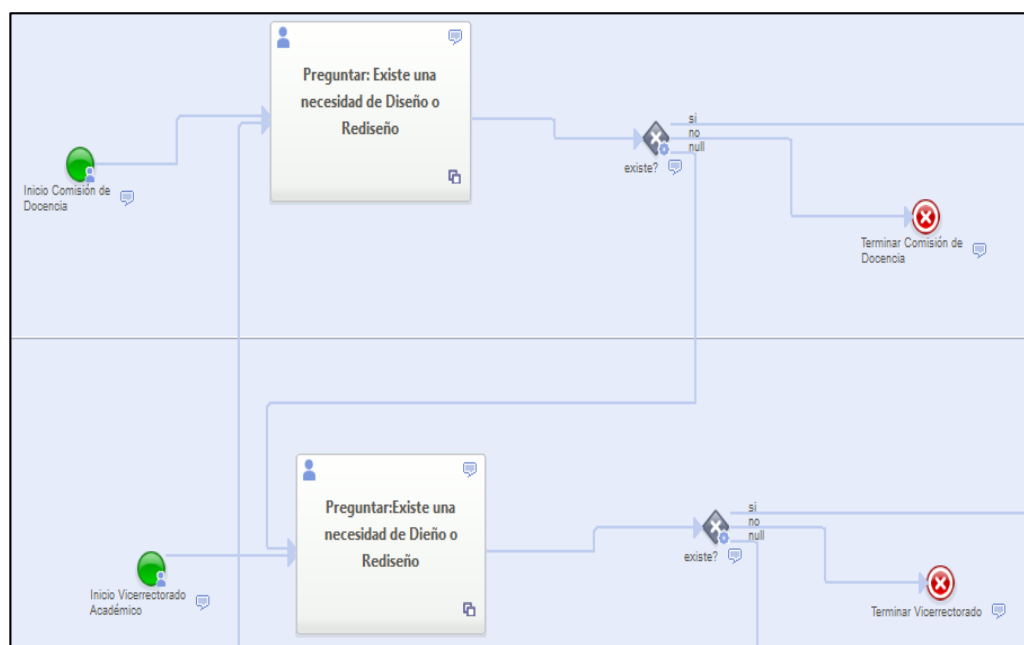 Preguntar: Existe una
necesidad de Diseño o
Rediseño
si
no
null
existe?
Inicio Comisión de
Docencia
Terminar Comisión de
Docencia
Preguntar:Existe una
necesidad de Dieño o
Rediseño
si
no
null
existe?
Inicio Vicerrectorado
Académico
Terminar Vicerrectorado